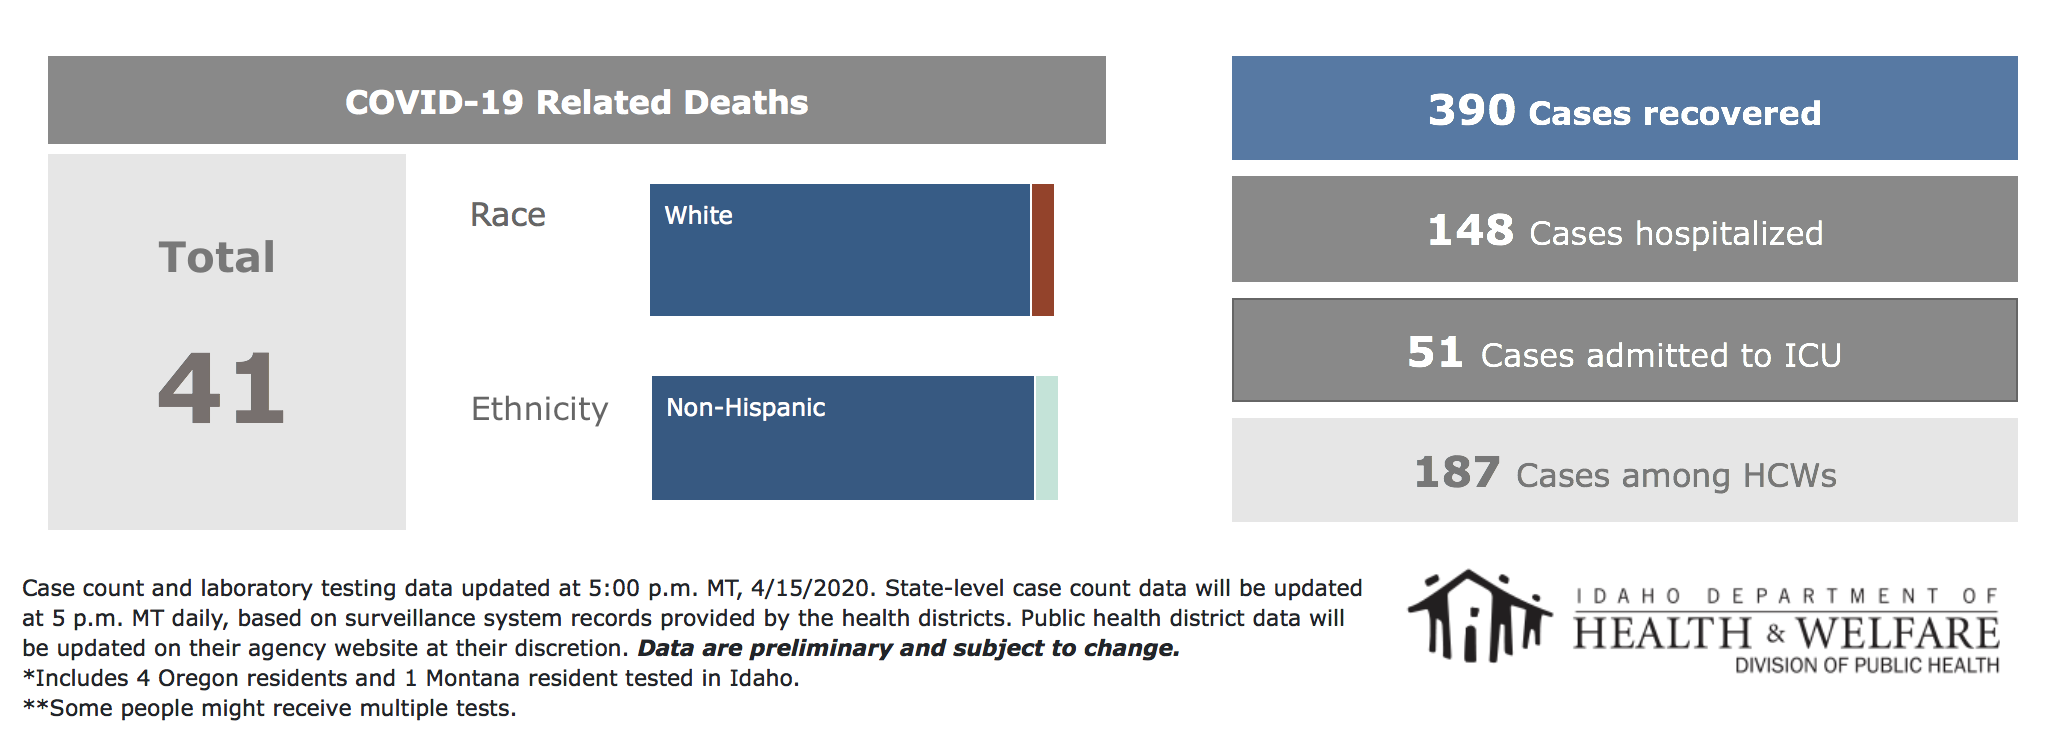 COVID-19 Related Deaths
Total
41
Race
White
Ethnicity
Non-Hispanic
390 Cases recovered
148 Cases hospitalized
51 Cases admitted to ICU
187 Cases among HCWs
Case count and laboratory testing data updated at 5:00 p.m. MT, 4/15/2020. State-level case count data will be updated
at 5 p.m. MT daily, based on surveillance system records provided by the health districts. Public health district data will
be updated on their agency website at their discretion. Data are preliminary and subject to change.
*Includes 4 Oregon residents and 1 Montana resident tested in Idaho.
**Some people might receive multiple tests.
IDAHO DEPARTMENT OF
HEALTH & WELFARE
DIVISION OF PUBLIC HEALTH